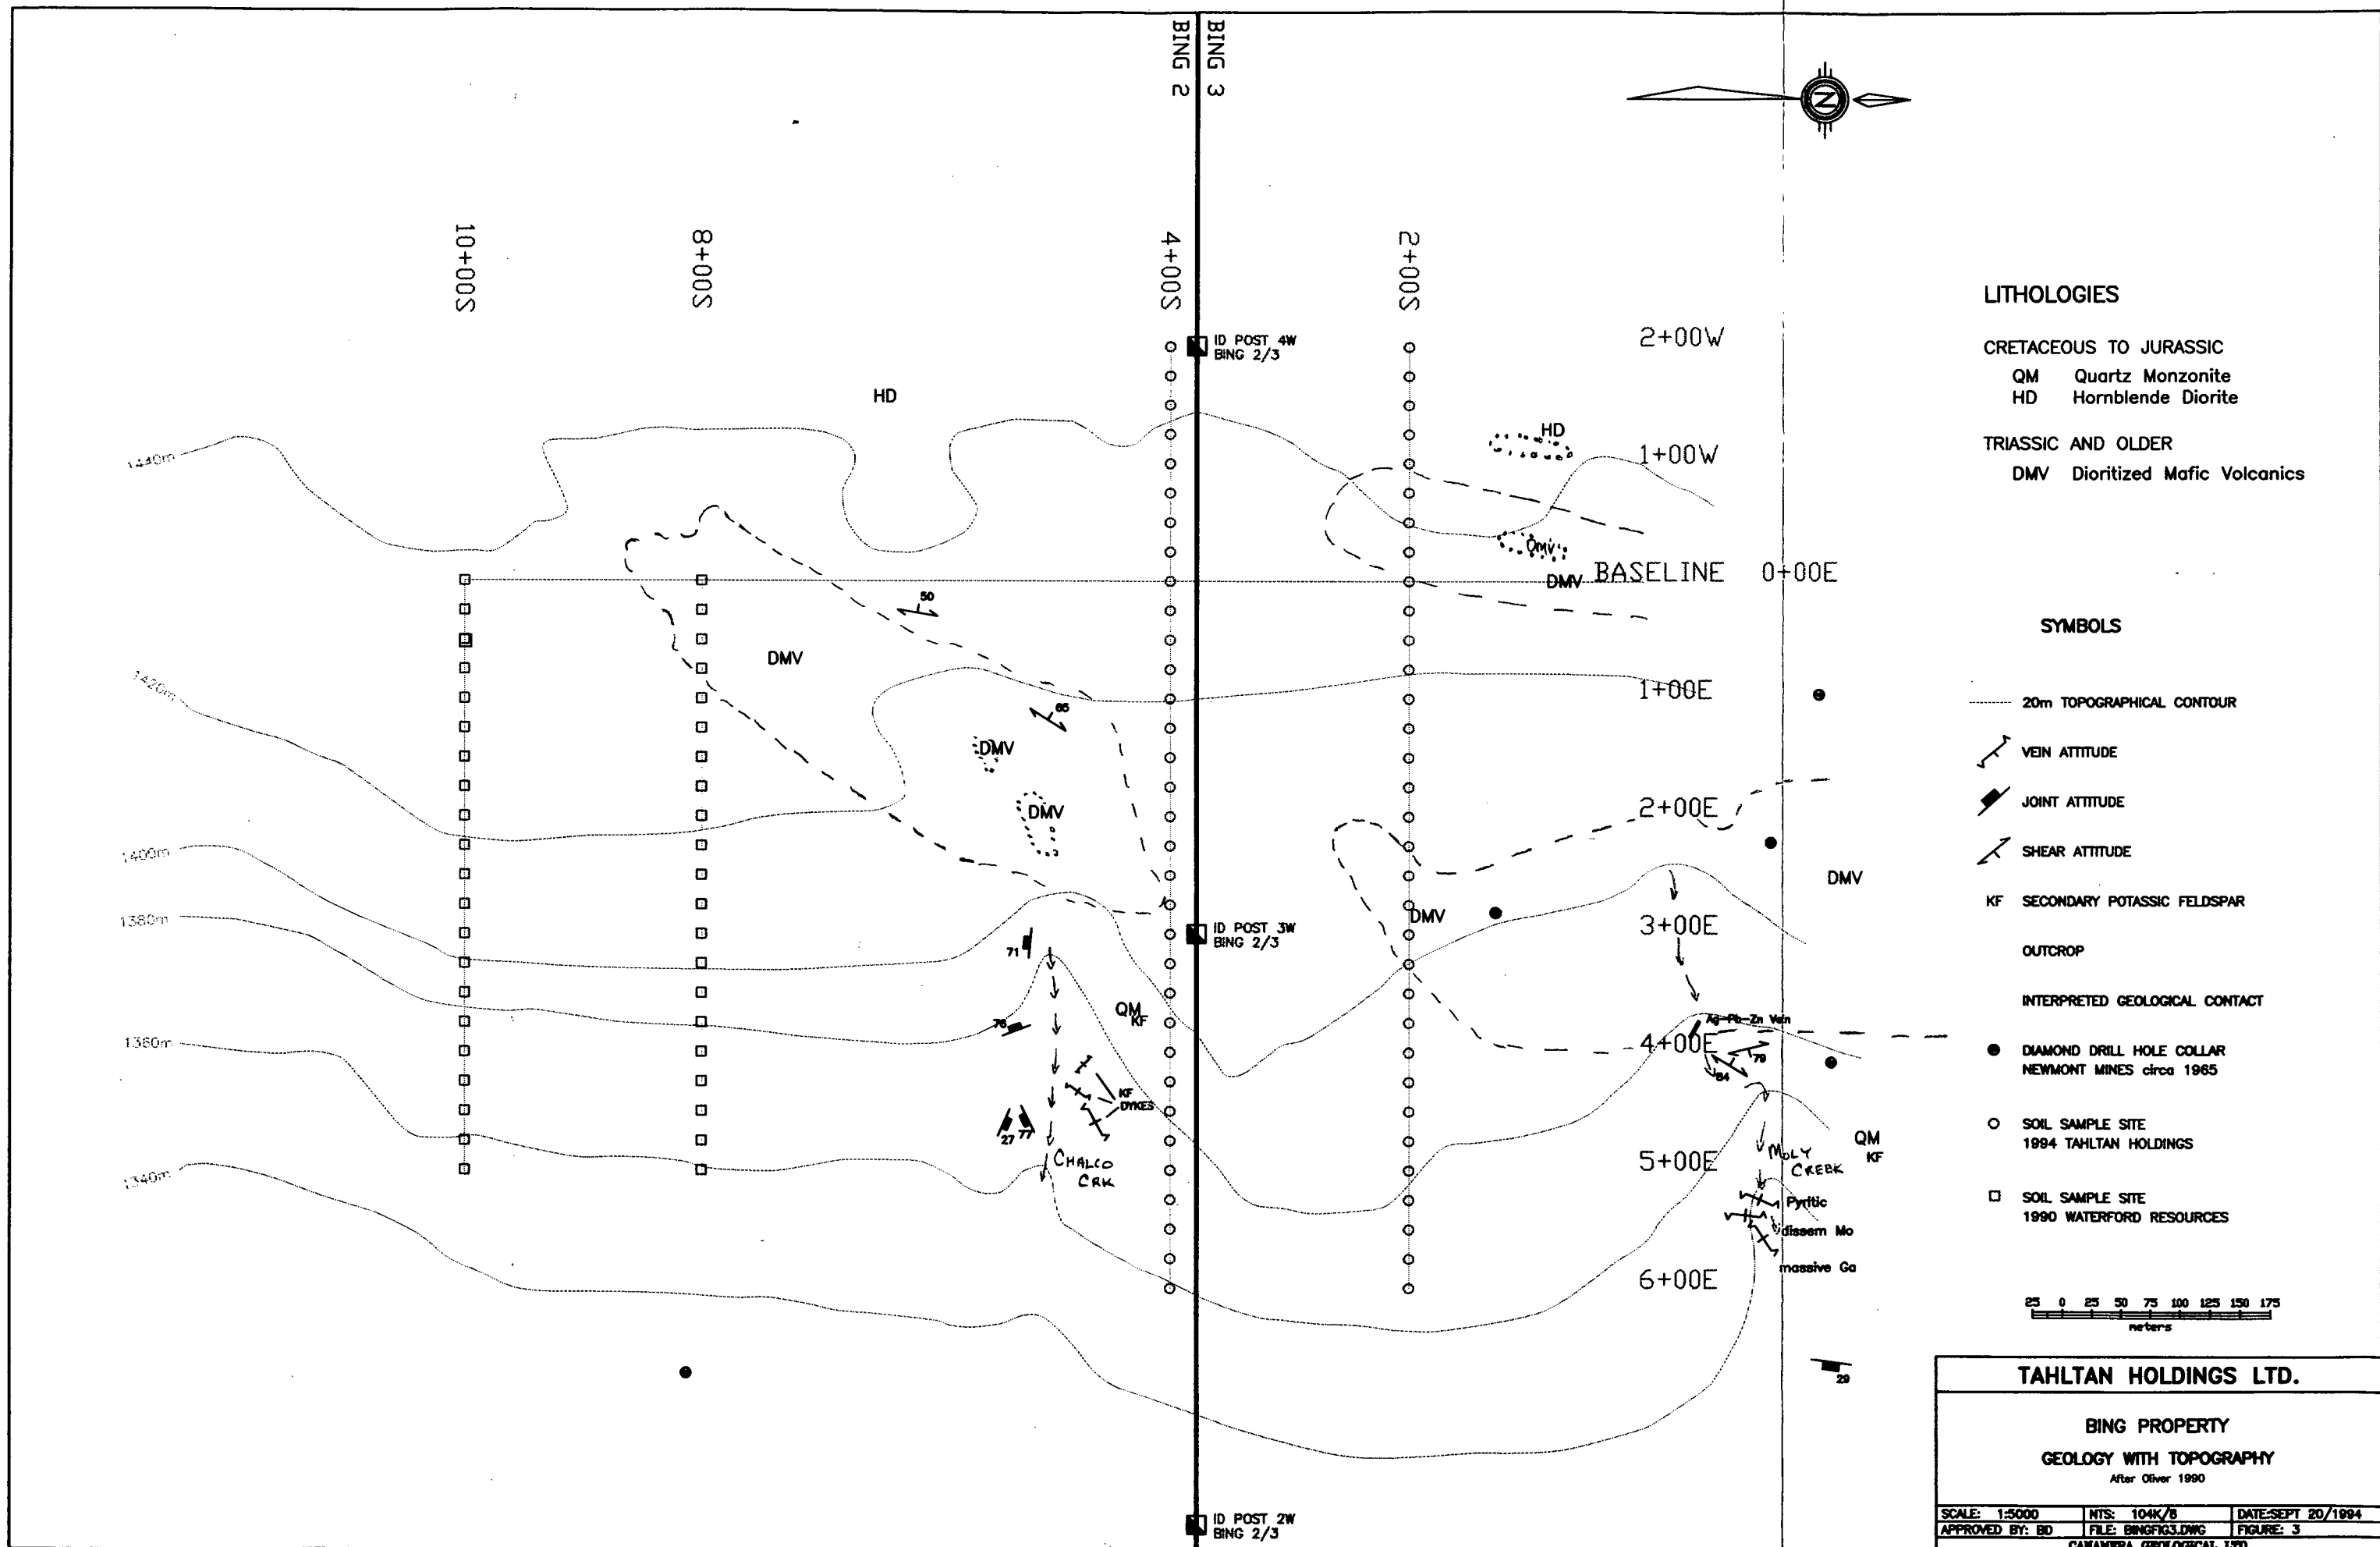 BING 2
BING 3
N
10+00S
8+00S
4+00S
2+00S
ID POST 4W
BING 2/3
2+00W
HD
HD
1+00W
1440m
DMV
DMV
BASELINE 0+00E
50
DMV
1420m
65
1+00E
DMV
DMV
2+00E
1400m
DMV
DMV
1380m
ID POST 3W
BING 2/3
3+00E
71
QM
KF
76
Ag-Pb-Zn Vein
4+00E
79
84
1360m
KF
DYKES
27
77
CHALCO
CRK
QM
KF
MOLY
CREEK
5+00E
1340m
Pyritic
dissem Mo
massive Ga
6+00E
29
ID POST 2W
BING 2/3
LITHOLOGIES
CRETACEOUS TO JURASSIC
QM Quartz Monzonite
HD Hornblende Diorite
TRIASSIC AND OLDER
DMV Dioritized Mafic Volcanics
SYMBOLS
20m TOPOGRAPHICAL CONTOUR
VEIN ATTITUDE
JOINT ATTITUDE
SHEAR ATTITUDE
KF SECONDARY POTASSIC FELDSPAR
OUTCROP
INTERPRETED GEOLOGICAL CONTACT
DIAMOND DRILL HOLE COLLAR
NEWMONT MINES circa 1965
SOIL SAMPLE SITE
1994 TAHLTAN HOLDINGS
SOIL SAMPLE SITE
1990 WATERFORD RESOURCES
25 0 25 50 75 100 125 150 175
meters
TAHLTAN HOLDINGS LTD.
BING PROPERTY
GEOLOGY WITH TOPOGRAPHY
After Oliver 1990
SCALE: 1:5000 NTS: 104K/8 DATE:SEPT 20/1994
APPROVED BY: BD FILE: BINGFIG3.DWG FIGURE: 3
CANAMERA GEOLOGICAL LTD